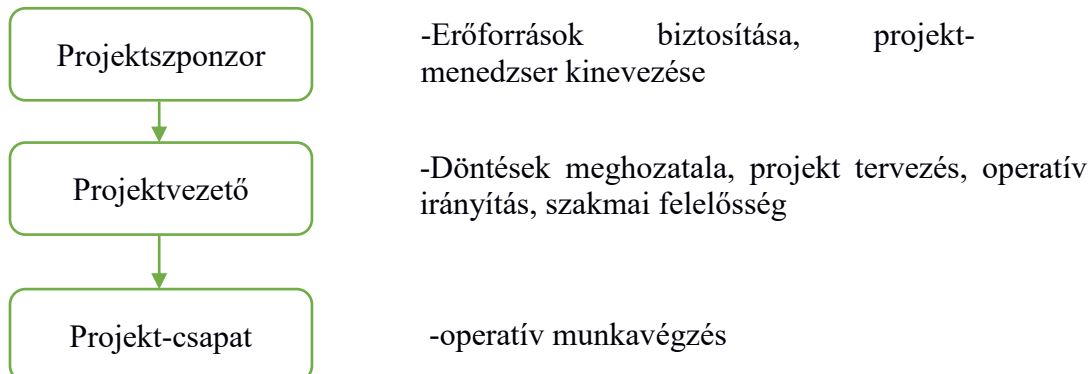 Projektszponzor
-Erőforrások biztosítása, projekt-
menedzser kinevezése
Projektvezető
-Döntések meghozatala, projekt tervezés, operatív
irányítás, szakmai felelősség
Projekt-csapat
-operatív munkavégzés